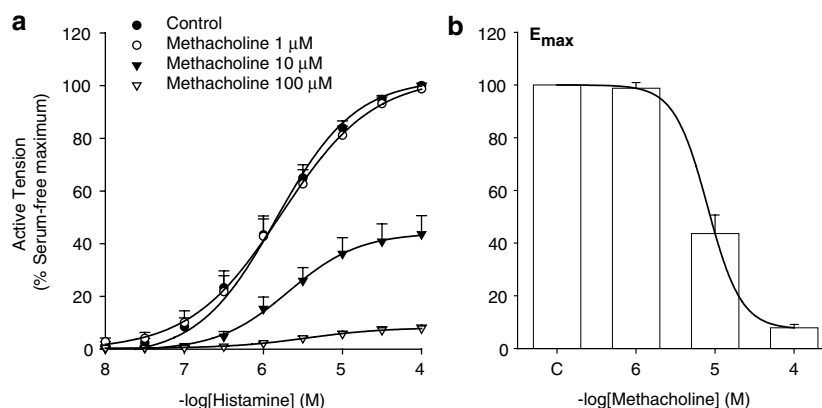 a
Control
Methacholine 1 μM
Methacholine 10 μM
Methacholine 100 μM
120
100
80
60
40
20
0
Active Tension
(% Serum-free maximum)
8 7 6 5 4
-log[Histamine] (M)
b
Emax
120
100
80
60
40
20
0
C 6 5 4
-log[Methacholine] (M)